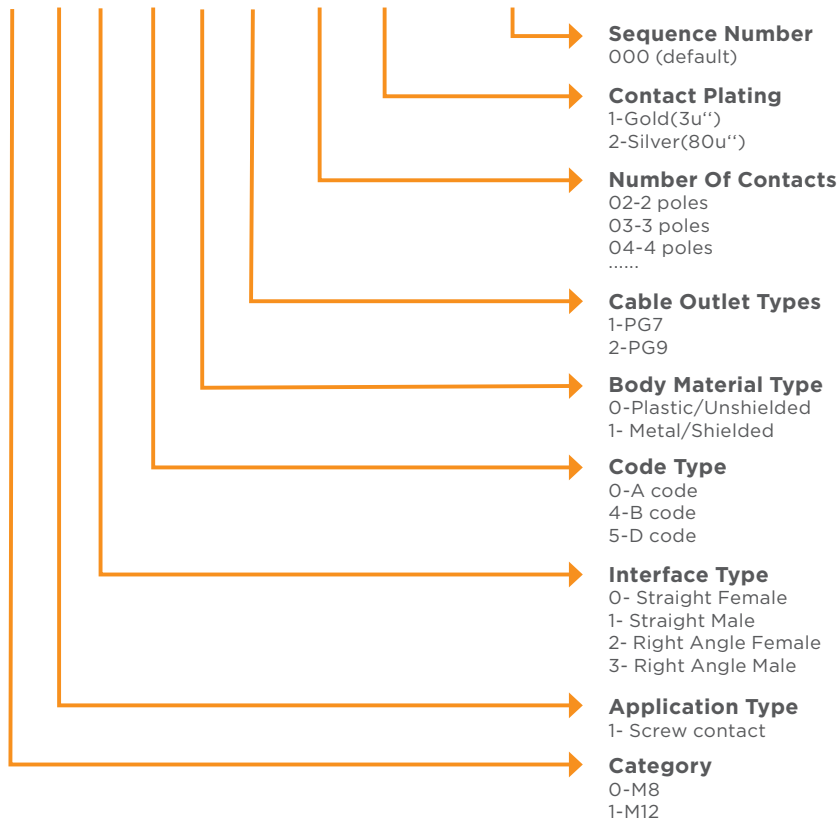 Sequence Number
000 (default)
Contact Plating
1-Gold(3u“)
2-Silver(80u“)
Number Of Contacts
02-2 poles
03-3 poles
04-4 poles
......
Cable Outlet Types
1-PG7
2-PG9
Body Material Type
0-Plastic/Unshielded
1- Metal/Shielded
Code Type
0-A code
4-B code
5-D code
Interface Type
0- Straight Female
1- Straight Male
2- Right Angle Female
3- Right Angle Male
Application Type
1- Screw contact
Category
0-M8
1-M12